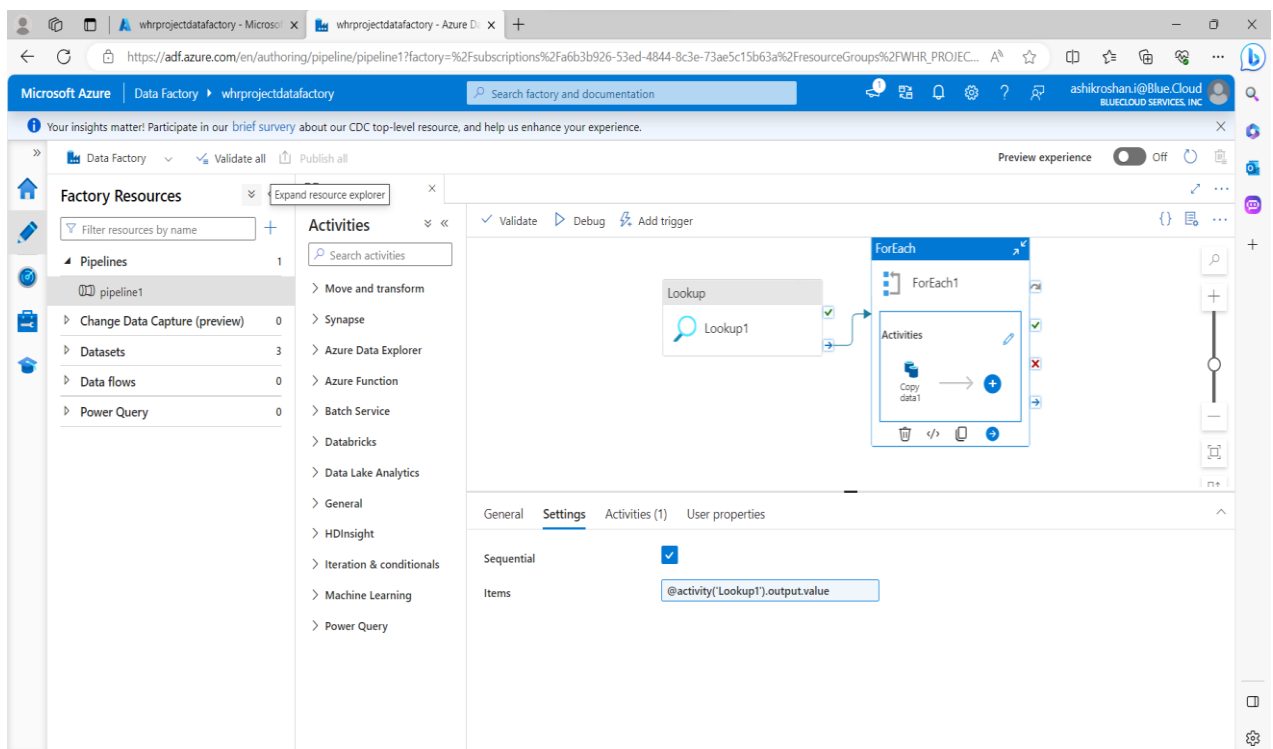 whrprojectdatafactory - Microsof
whrprojectdatafactory - Azure Da
https://adf.azure.com/en/authoring/pipeline/pipeline1?factory=%2Fsubscriptions%2Fa6b3b926-53ed-4844-8c3e-73ae5c15b63a%2FresourceGroups%2FWHR_PROJEC...
Microsoft Azure
Data Factory
whrprojectdatafactory
Search factory and documentation
1
ashikroshan.i@Blue.Cloud
BLUECLOUD SERVICES, INC
Your insights matter! Participate in our brief survery about our CDC top-level resource, and help us enhance your experience.
Data Factory
Validate all
Publish all
Preview experience
Off
Factory Resources
Expand resource explorer
Filter resources by name
Pipelines 1
pipeline1
Change Data Capture (preview) 0
Datasets 3
Data flows 0
Power Query 0
Activities
Search activities
Move and transform
Synapse
Azure Data Explorer
Azure Function
Batch Service
Databricks
Data Lake Analytics
General
HDInsight
Iteration & conditionals
Machine Learning
Power Query
Validate
Debug
Add trigger
Lookup
Lookup1
ForEach
ForEach1
Activities
Copy
data1
General
Settings
Activities (1)
User properties
Sequential
Items
@activity('Lookup1').output.value